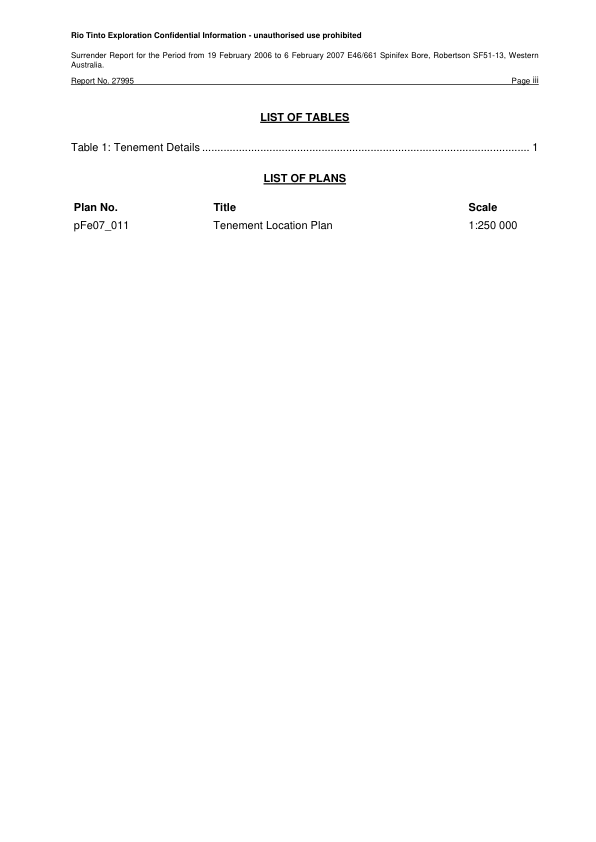 Rio Tinto Exploration Confidential Information - unauthorised use prohibited
Surrender Report for the Period from 19 February 2006 to 6 February 2007 E46/661 Spinifex Bore, Robertson SF51-13, Western
Australia.
Report No. 27995 Page iii
LIST OF TABLES
Table 1: Tenement Details ............................................................................................................. 1
LIST OF PLANS
Plan No. Title Scale
pFe07_011 Tenement Location Plan 1:250 000